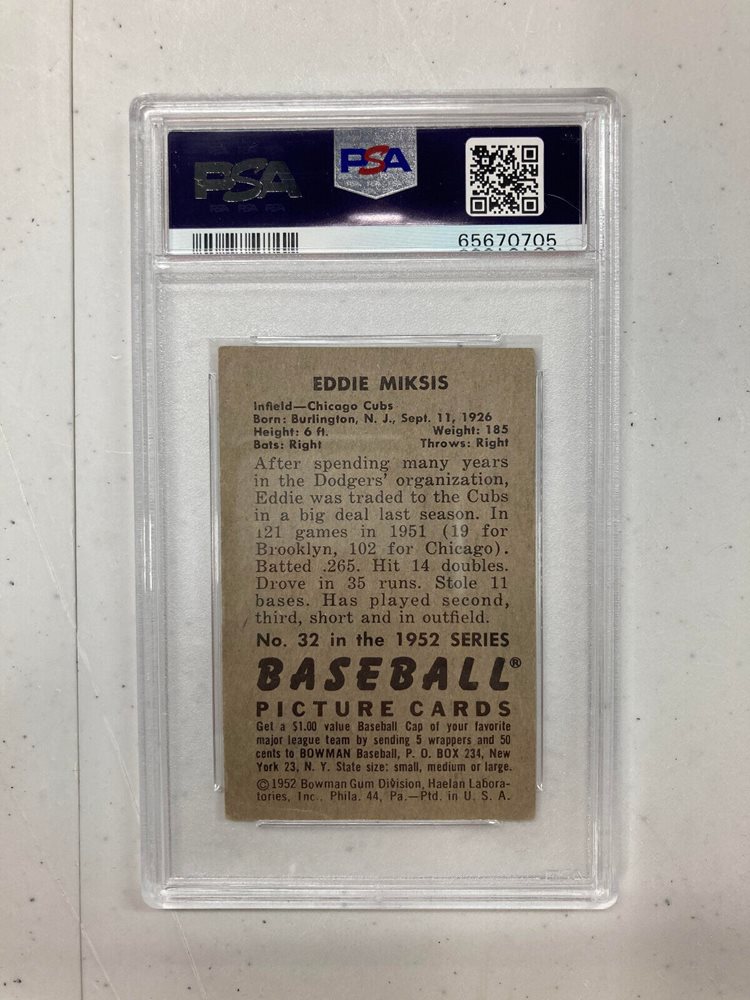 PSA
PSA
PSA PSA PSA
PSA PSA PSA
65670705
EDDIE MIKSIS
Infield—Chicago Cubs
Born: Burlington, N. J., Sept. 11, 1926
Height: 6 ft. Weight: 185
Bats: Right Throws: Right
After spending many years
in the Dodgers' organization,
Eddie was traded to the Cubs
in a big deal last season. In
121 games in 1951 (19 for
Brooklyn, 102 for Chicago).
Batted .265. Hit 14 doubles.
Drove in 35 runs. Stole 11
bases. Has played second,
third, short and in outfield.
No. 32 in the 1952 SERIES
BASEBALL®
PICTURE CARDS
Get a $1.00 value Baseball Cap of your favorite
major league team by sending 5 wrappers and 50
cents to BOWMAN Baseball, P. O. BOX 234, New
York 23, N. Y. State size: small, medium or large.
©1952 Bowman Gum Division, Haelan Labora-
tories, Inc., Phila. 44, Pa.—Ptd. in U. S. A.